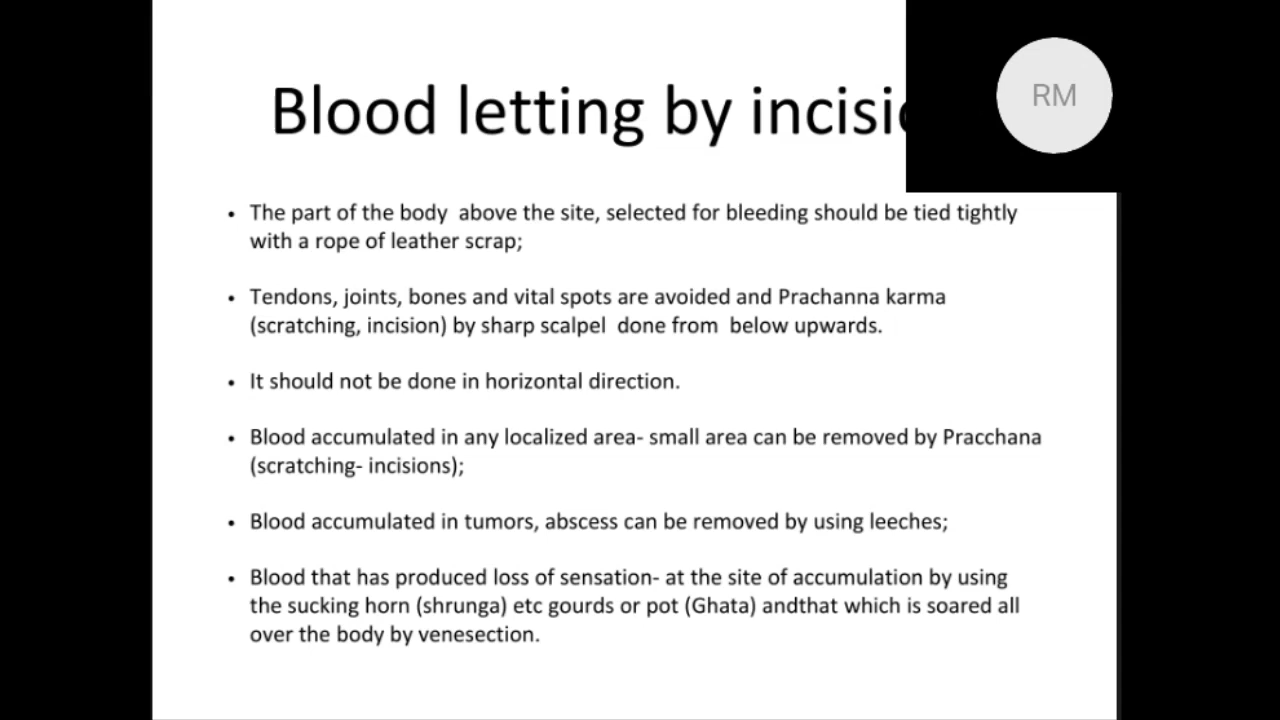 Blood letting by
RM
• The part of the body  above the site, selected for bleeding should be tied tightly
with a rope of leather scrap;
• Tendons, joints, bones and vital spots are avoided and Prachanna karma
(scratching, incision) by sharp scalpel  done from  below upwards.
• It should not be done in horizontal direction.
• Blood accumulated in any localized area- small area can be removed by Pracchana
(scratching- incisions);
• Blood accumulated in tumors, abscess can be removed by using leeches;
• Blood that has produced loss of sensation- at the site of accumulation by using
the sucking horn (shrunga) etc gourds or pot (Ghata) andthat which is soared all
over the body by venesection.